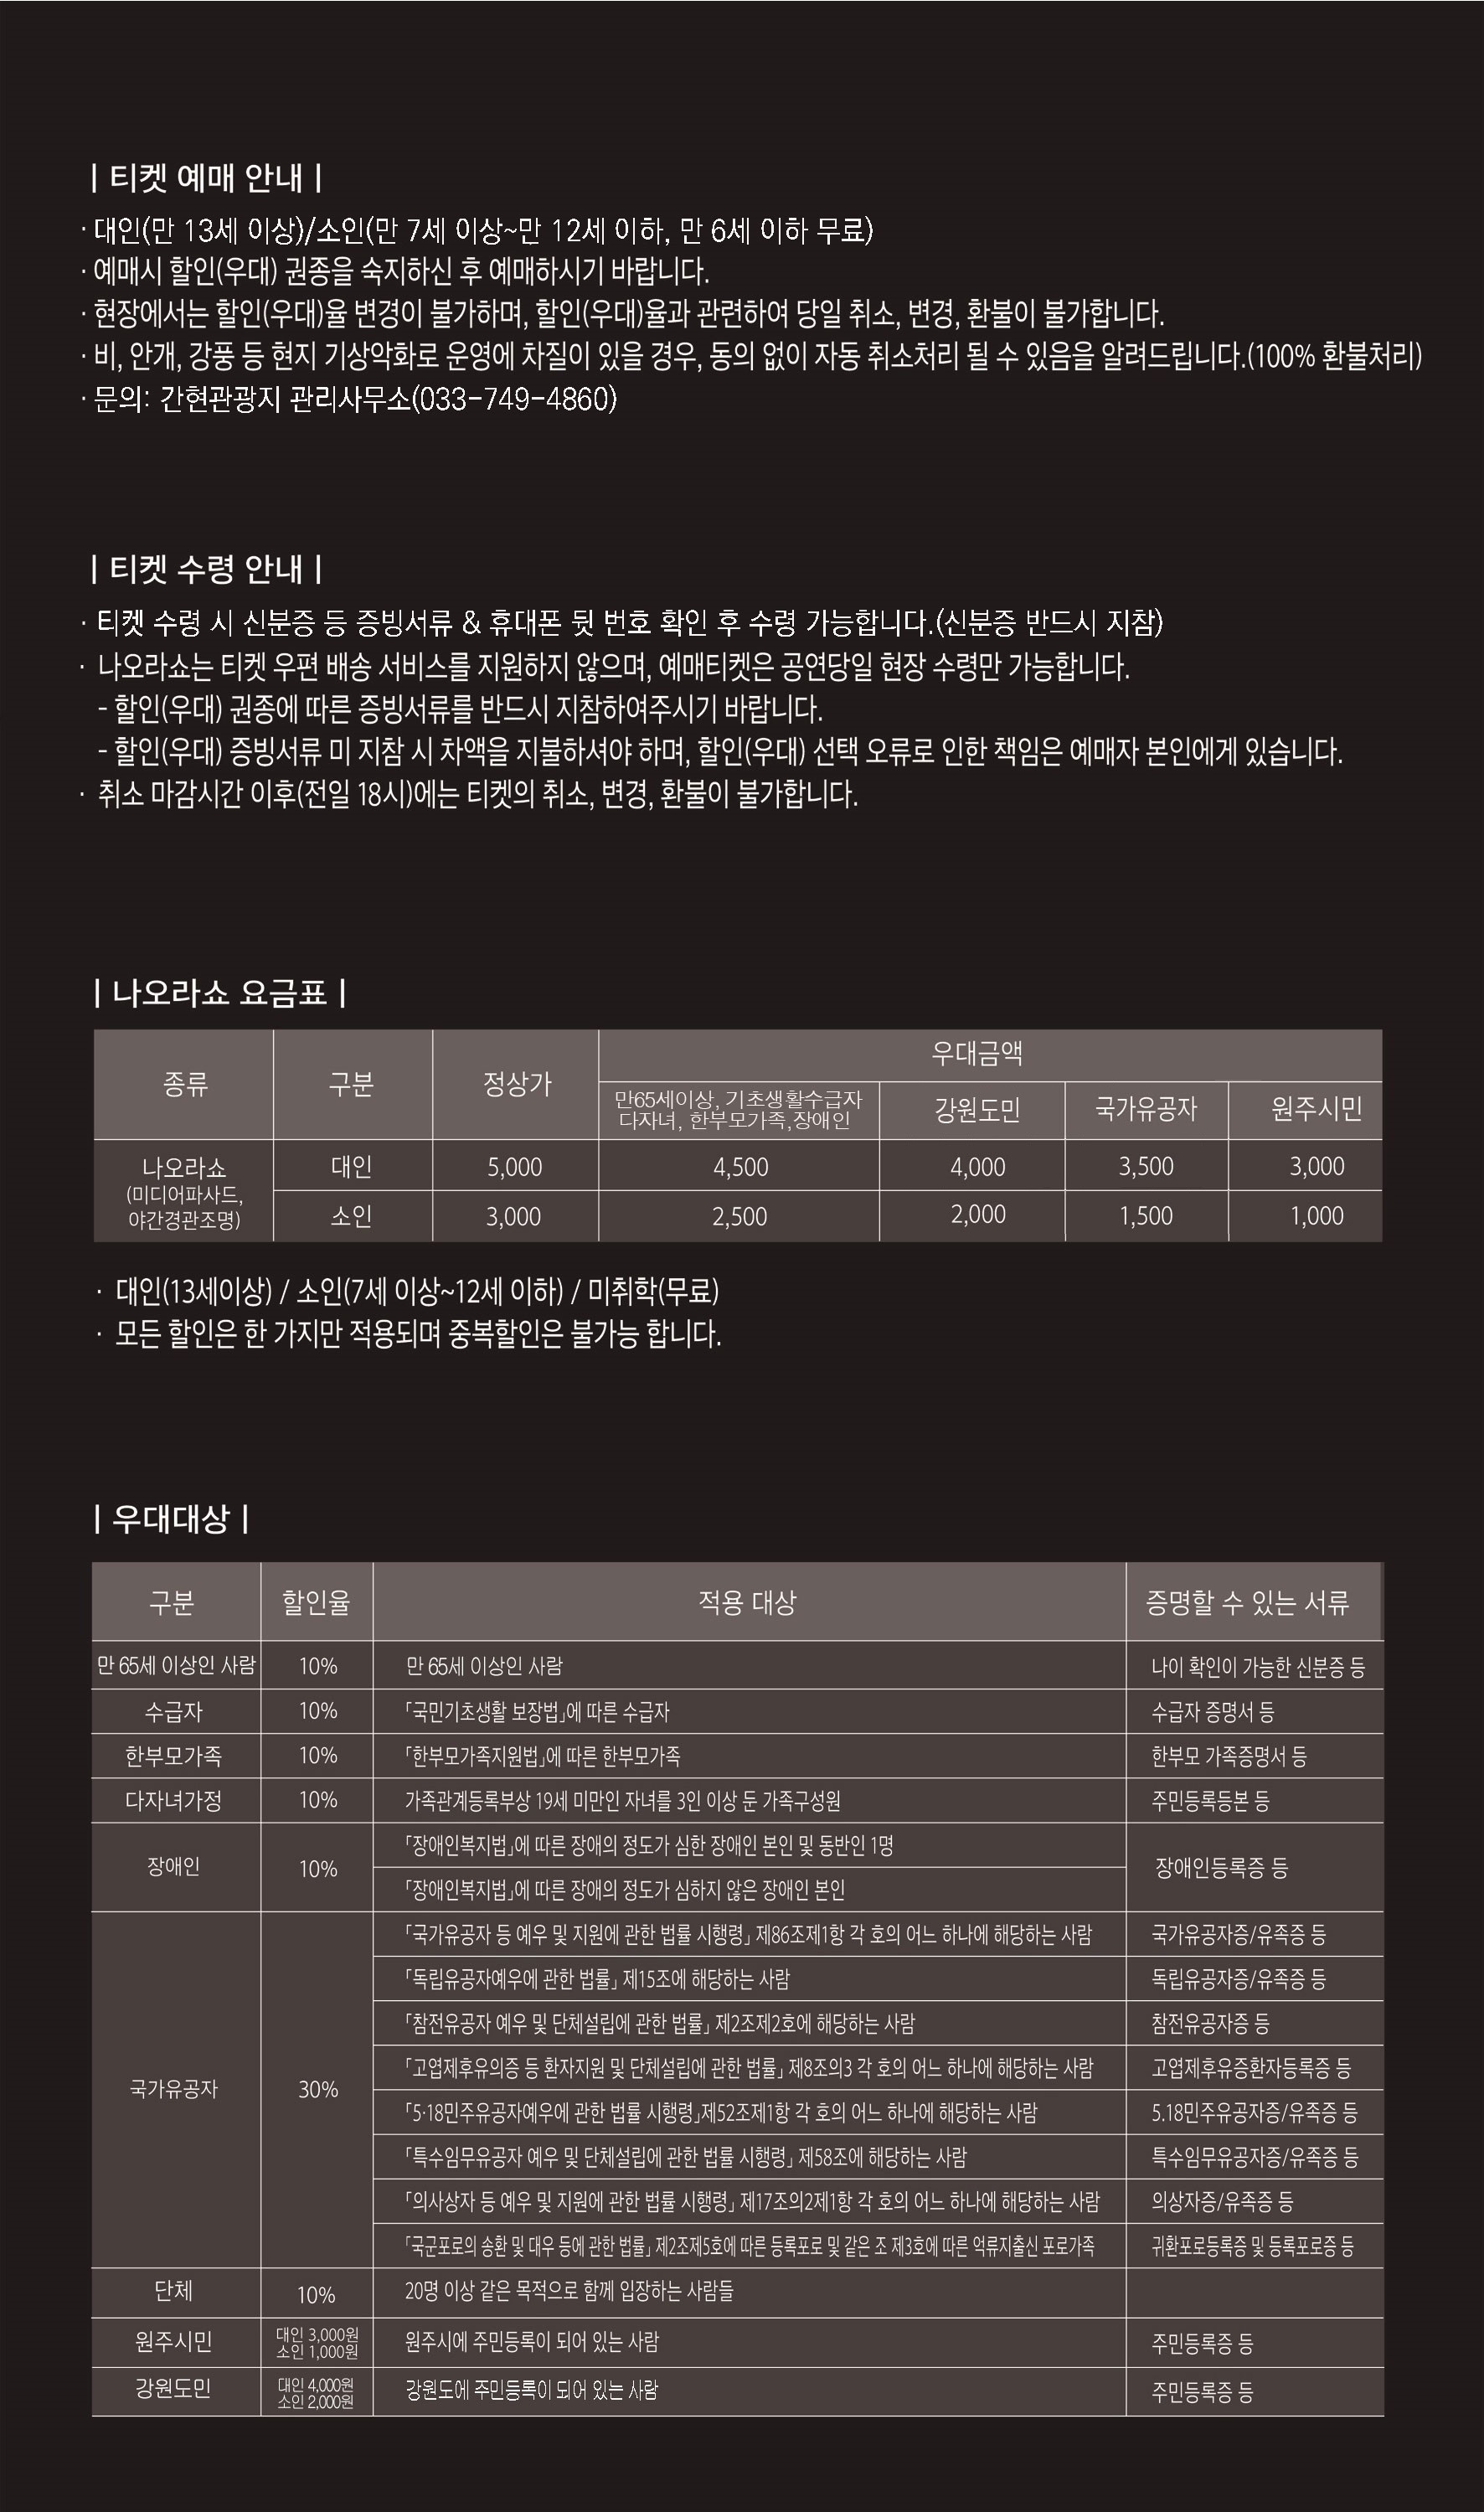 | 티켓 예매 안내 |
· 대인(만 13세 이상)/소인(만 7세 이상~만 12세 이하, 만 6세 이하 무료)
· 예매시 할인(우대) 권종을 숙지하신 후 예매하시기 바랍니다.
· 현장에서는 할인(우대)율 변경이 불가하며, 할인(우대)율과 관련하여 당일 취소, 변경, 환불이 불가합니다.
· 비, 안개, 강풍 등 현지 기상악화로 운영에 차질이 있을 경우, 동의 없이 자동 취소처리 될 수 있음을 알려드립니다.(100% 환불처리)
· 문의: 간현관광지 관리사무소(033-749-4860)
| 티켓 수령 안내 |
· 티켓 수령 시 신분증 등 증빙서류 & 휴대폰 뒷 번호 확인 후 수령 가능합니다.(신분증 반드시 지참)
· 나오라쇼는 티켓 우편 배송 서비스를 지원하지 않으며, 예매티켓은 공연당일 현장 수령만 가능합니다.
- 할인(우대) 권종에 따른 증빙서류를 반드시 지참하여주시기 바랍니다.
- 할인(우대) 증빙서류 미 지참 시 차액을 지불하셔야 하며, 할인(우대) 선택 오류로 인한 책임은 예매자 본인에게 있습니다.
· 취소 마감시간 이후(전일 18시)에는 티켓의 취소, 변경, 환불이 불가합니다.
| 나오라쇼 요금표 |
종류 구분 정상가 우대금액
만65세이상, 기초생활수급자
다자녀, 한부모가족,장애인 강원도민 국가유공자 원주시민
나오라쇼 대인 5,000 4,500 4,000 3,500 3,000
(미디어파사드,
야간경관조명) 소인 3,000 2,500 2,000 1,500 1,000
· 대인(13세이상) / 소인(7세 이상~12세 이하) / 미취학(무료)
· 모든 할인은 한 가지만 적용되며 중복할인은 불가능 합니다.
| 우대대상 |
구분 할인율 적용 대상 증명할 수 있는 서류
만 65세 이상인 사람 10% 만 65세 이상인 사람 나이 확인이 가능한 신분증 등
수급자 10% 「국민기초생활 보장법」에 따른 수급자 수급자 증명서 등
한부모가족 10% 「한부모가족지원법」에 따른 한부모가족 한부모 가족증명서 등
다자녀가정 10% 가족관계등록부상 19세 미만인 자녀를 3인 이상 둔 가족구성원 주민등록등본 등
장애인 10% 「장애인복지법」에 따른 장애의 정도가 심한 장애인 본인 및 동반인 1명 장애인등록증 등
「장애인복지법」에 따른 장애의 정도가 심하지 않은 장애인 본인
국가유공자 30% 「국가유공자 등 예우 및 지원에 관한 법률 시행령」 제86조제1항 각 호의 어느 하나에 해당하는 사람 국가유공자증/유족증 등
「독립유공자예우에 관한 법률」 제15조에 해당하는 사람 독립유공자증/유족증 등
「참전유공자 예우 및 단체설립에 관한 법률」 제2조제2호에 해당하는 사람 참전유공자증 등
「고엽제후유의증 등 환자지원 및 단체설립에 관한 법률」 제8조의3 각 호의 어느 하나에 해당하는 사람 고엽제후유증환자등록증 등
「5·18민주유공자예우에 관한 법률 시행령」제52조제1항 각 호의 어느 하나에 해당하는 사람 5.18민주유공자증/유족증 등
「특수임무유공자 예우 및 단체설립에 관한 법률 시행령」 제58조에 해당하는 사람 특수임무유공자증/유족증 등
「의사상자 등 예우 및 지원에 관한 법률 시행령」 제17조의2제1항 각 호의 어느 하나에 해당하는 사람 의상자증/유족증 등
「국군포로의 송환 및 대우 등에 관한 법률」 제2조제5호에 따른 등록포로 및 같은 조 제3호에 따른 억류지출신 포로가족 귀환포로등록증 및 등록포로증 등
단체 10% 20명 이상 같은 목적으로 함께 입장하는 사람들
원주시민 대인 3,000원 원주시에 주민등록이 되어 있는 사람 주민등록증 등
소인 1,000원
강원도민 대인 4,000원 강원도에 주민등록이 되어 있는 사람 주민등록증 등
소인 2,000원